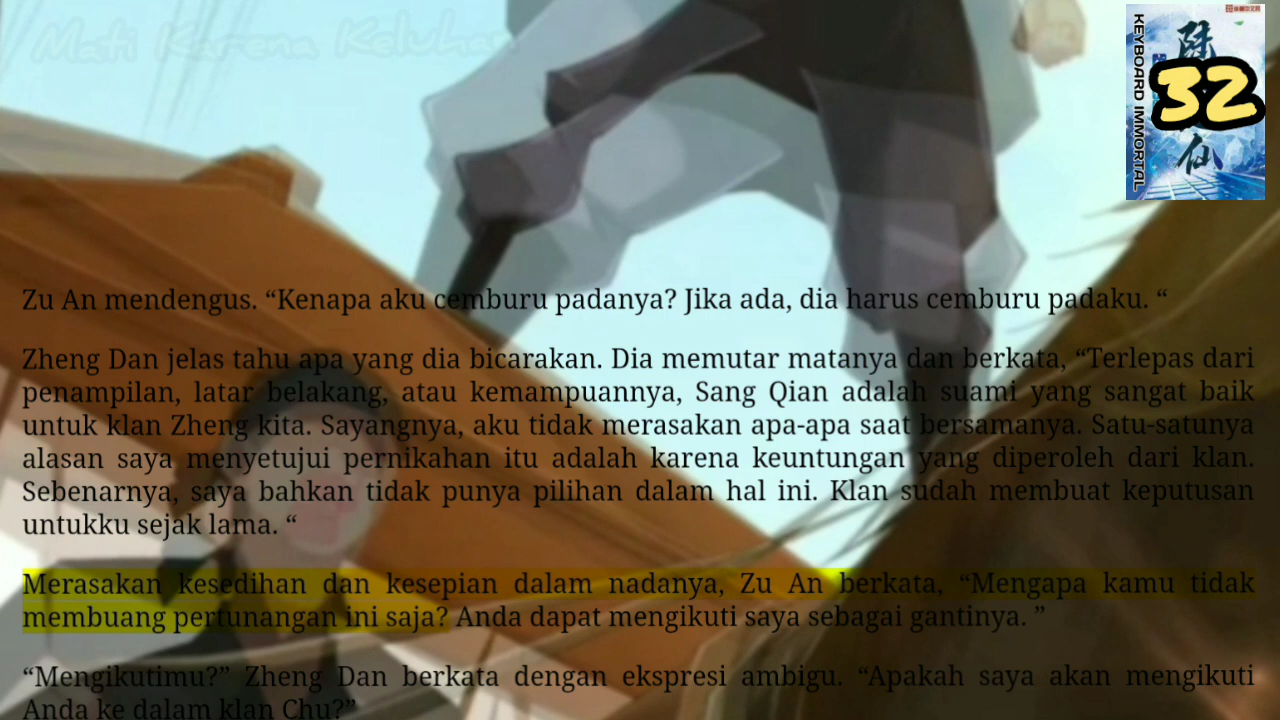 Mati Karena Keluhan
KEYBOARD IMMORTAL
32
仙
Zu An mendengus. “Kenapa aku cemburu padanya? Jika ada, dia harus cemburu padaku. “
Zheng Dan jelas tahu apa yang dia bicarakan. Dia memutar matanya dan berkata, “Terlepas dari
penampilan, latar belakang, atau kemampuannya, Sang Qian adalah suami yang sangat baik
untuk klan Zheng kita. Sayangnya, aku tidak merasakan apa-apa saat bersamanya. Satu-satunya
alasan saya menyetujui pernikahan itu adalah karena keuntungan yang diperoleh dari klan.
Sebenarnya, saya bahkan tidak punya pilihan dalam hal ini. Klan sudah membuat keputusan
untukku sejak lama. “
Merasakan kesedihan dan kesepian dalam nadanya, Zu An berkata, “Mengapa kamu tidak
membuang pertunangan ini saja? Anda dapat mengikuti saya sebagai gantinya. ”
“Mengikutimu?” Zheng Dan berkata dengan ekspresi ambigu. “Apakah saya akan mengikuti
Anda ke dalam klan Chu?”